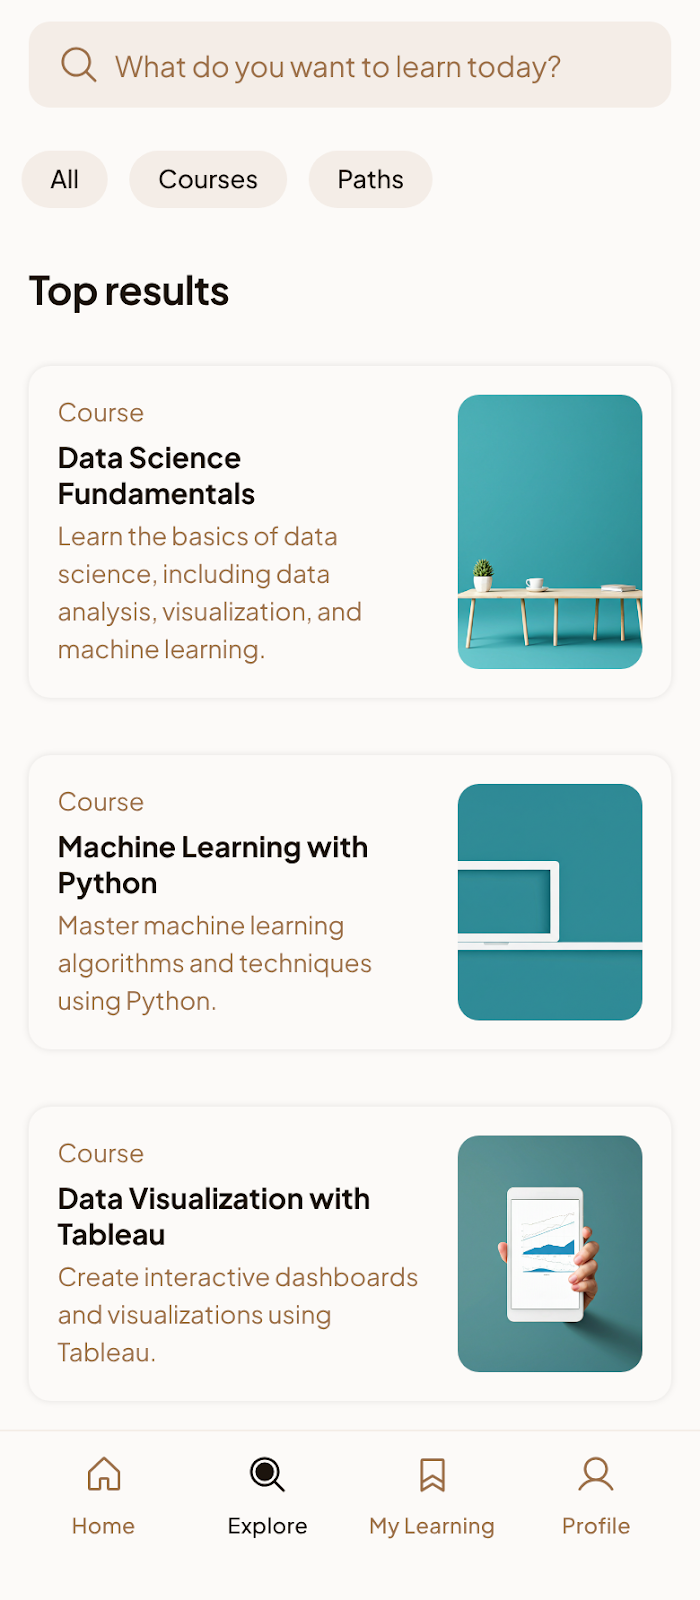 What do you want to learn today?
All
Courses
Paths
Top results
Course
Data Science
Fundamentals
Learn the basics of data
science, including data
analysis, visualization, and
machine learning.
Course
Machine Learning with
Python
Master machine learning
algorithms and techniques
using Python.
Course
Data Visualization with
Tableau
Create interactive dashboards
and visualizations using
Tableau.
Home
Explore
My Learning
Profile